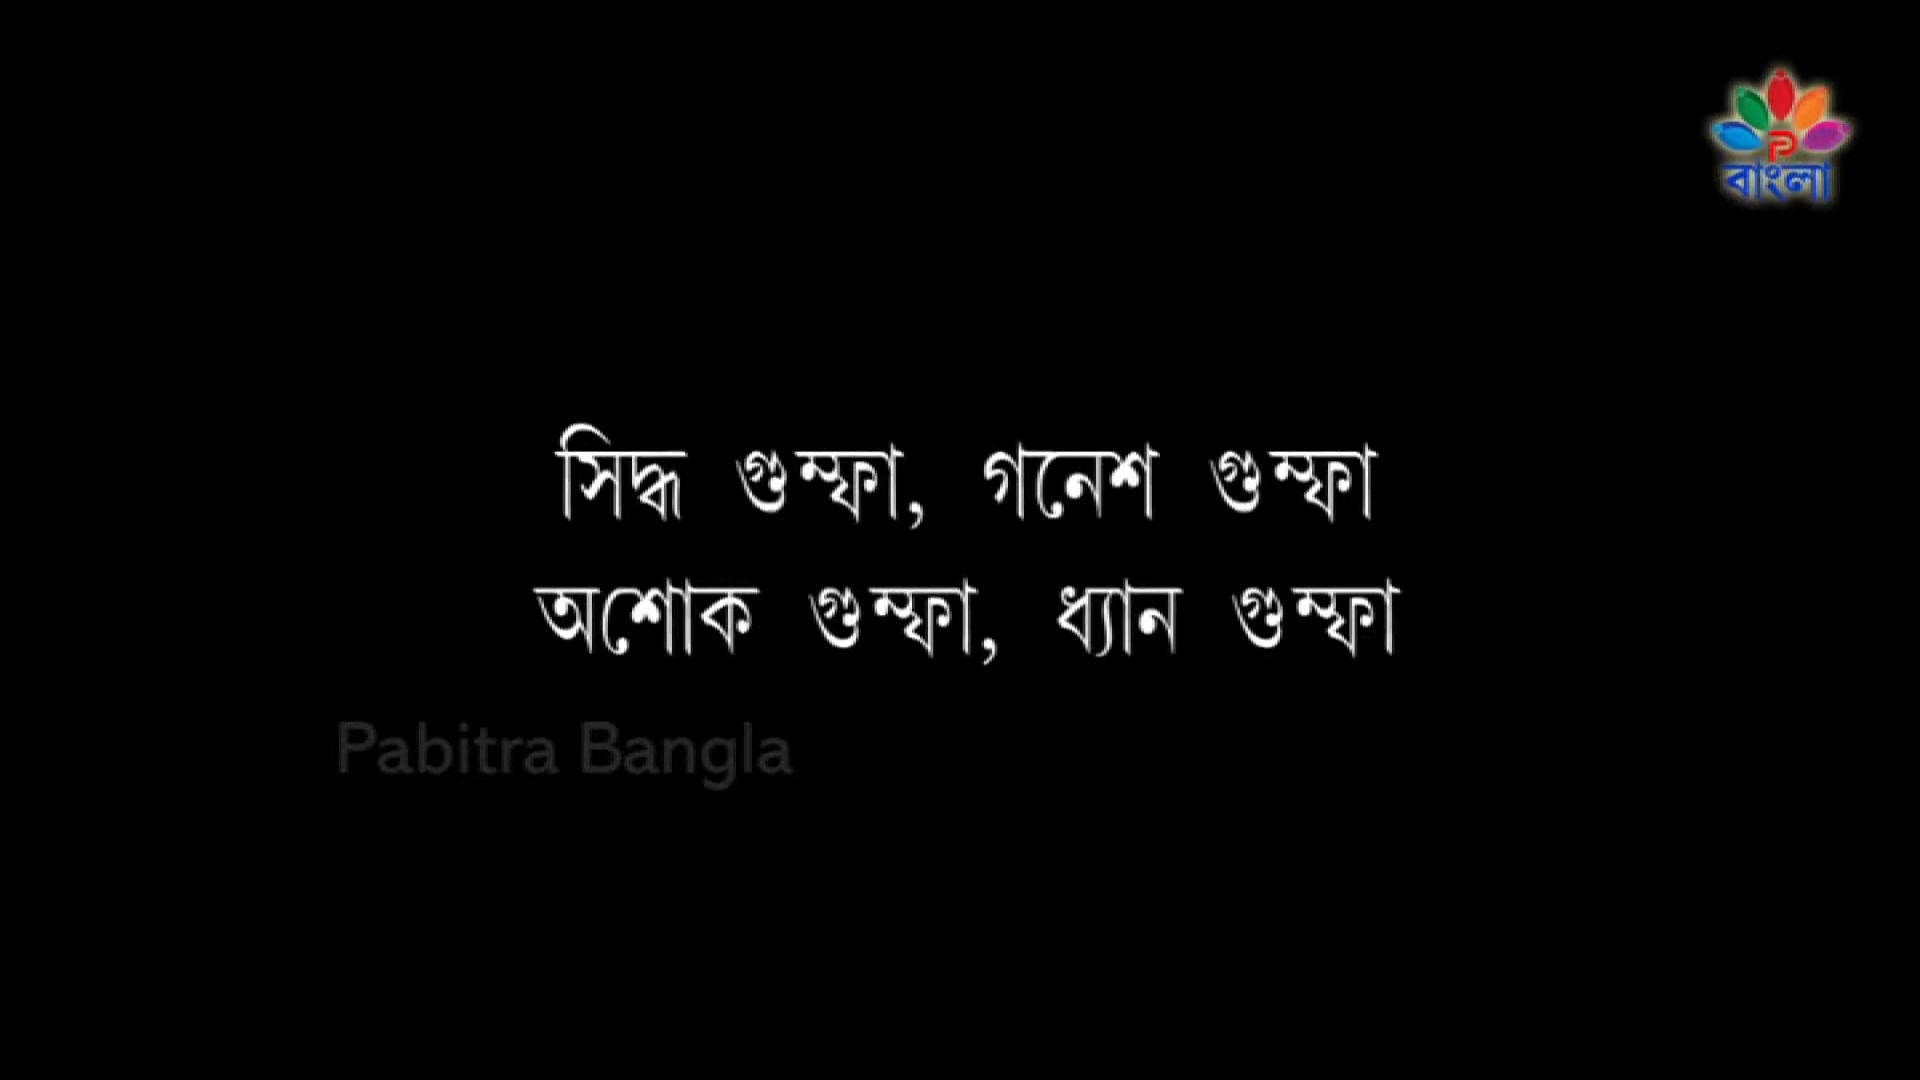 P
বাংলা
সিদ্ধ গুম্ফা, গনেশ গুম্ফা
অশোক গুম্ফা, ধ্যান গুম্ফা
Pabitra Bangla